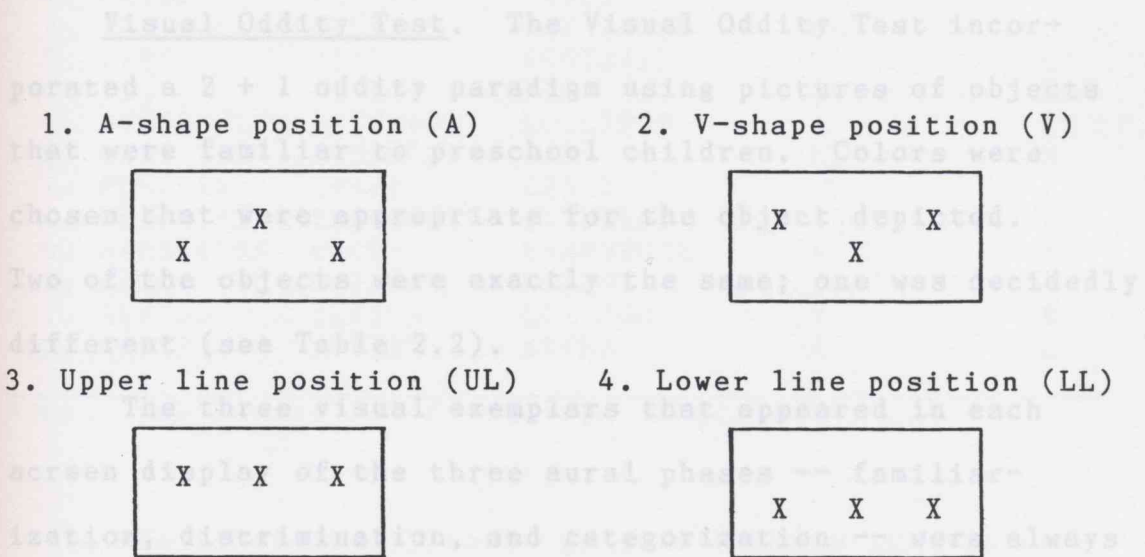 Visual Oddity Test. The Visual Oddity Test incor-
porated a 2 + 1 oddity paradigm using pictures of objects
1. A-shape position (A) 2. V-shape position (V)
that were familiar to preschool children. Colors were
chosen that were appropriate for the object depicted.
X X X
X X X
Two of the objects were exactly the same; one was decidedly
different (see Table 2.2).
3. Upper line position (UL) 4. Lower line position (LL)
The three visual exemplars that appeared in each
screen display of the three aural phases -- familiar-
X X X
X X X
ization, discrimination, and categorization -- were always